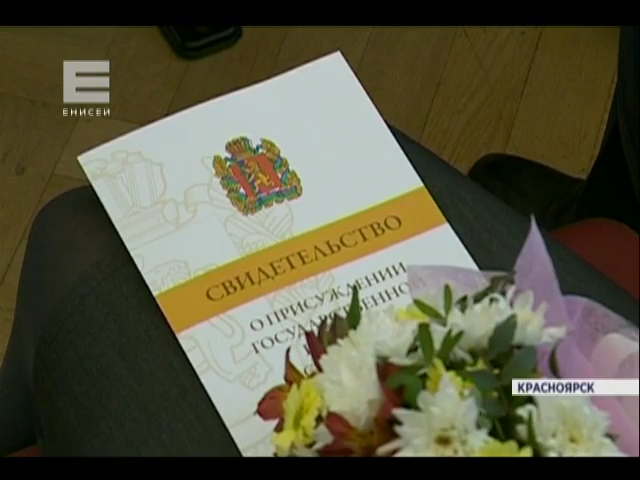 Е
ЕНИСЕЙ
СВИДЕТЕЛЬСТВО
О ПРИСУЖДЕНИИ
КРАСНОЯРСК